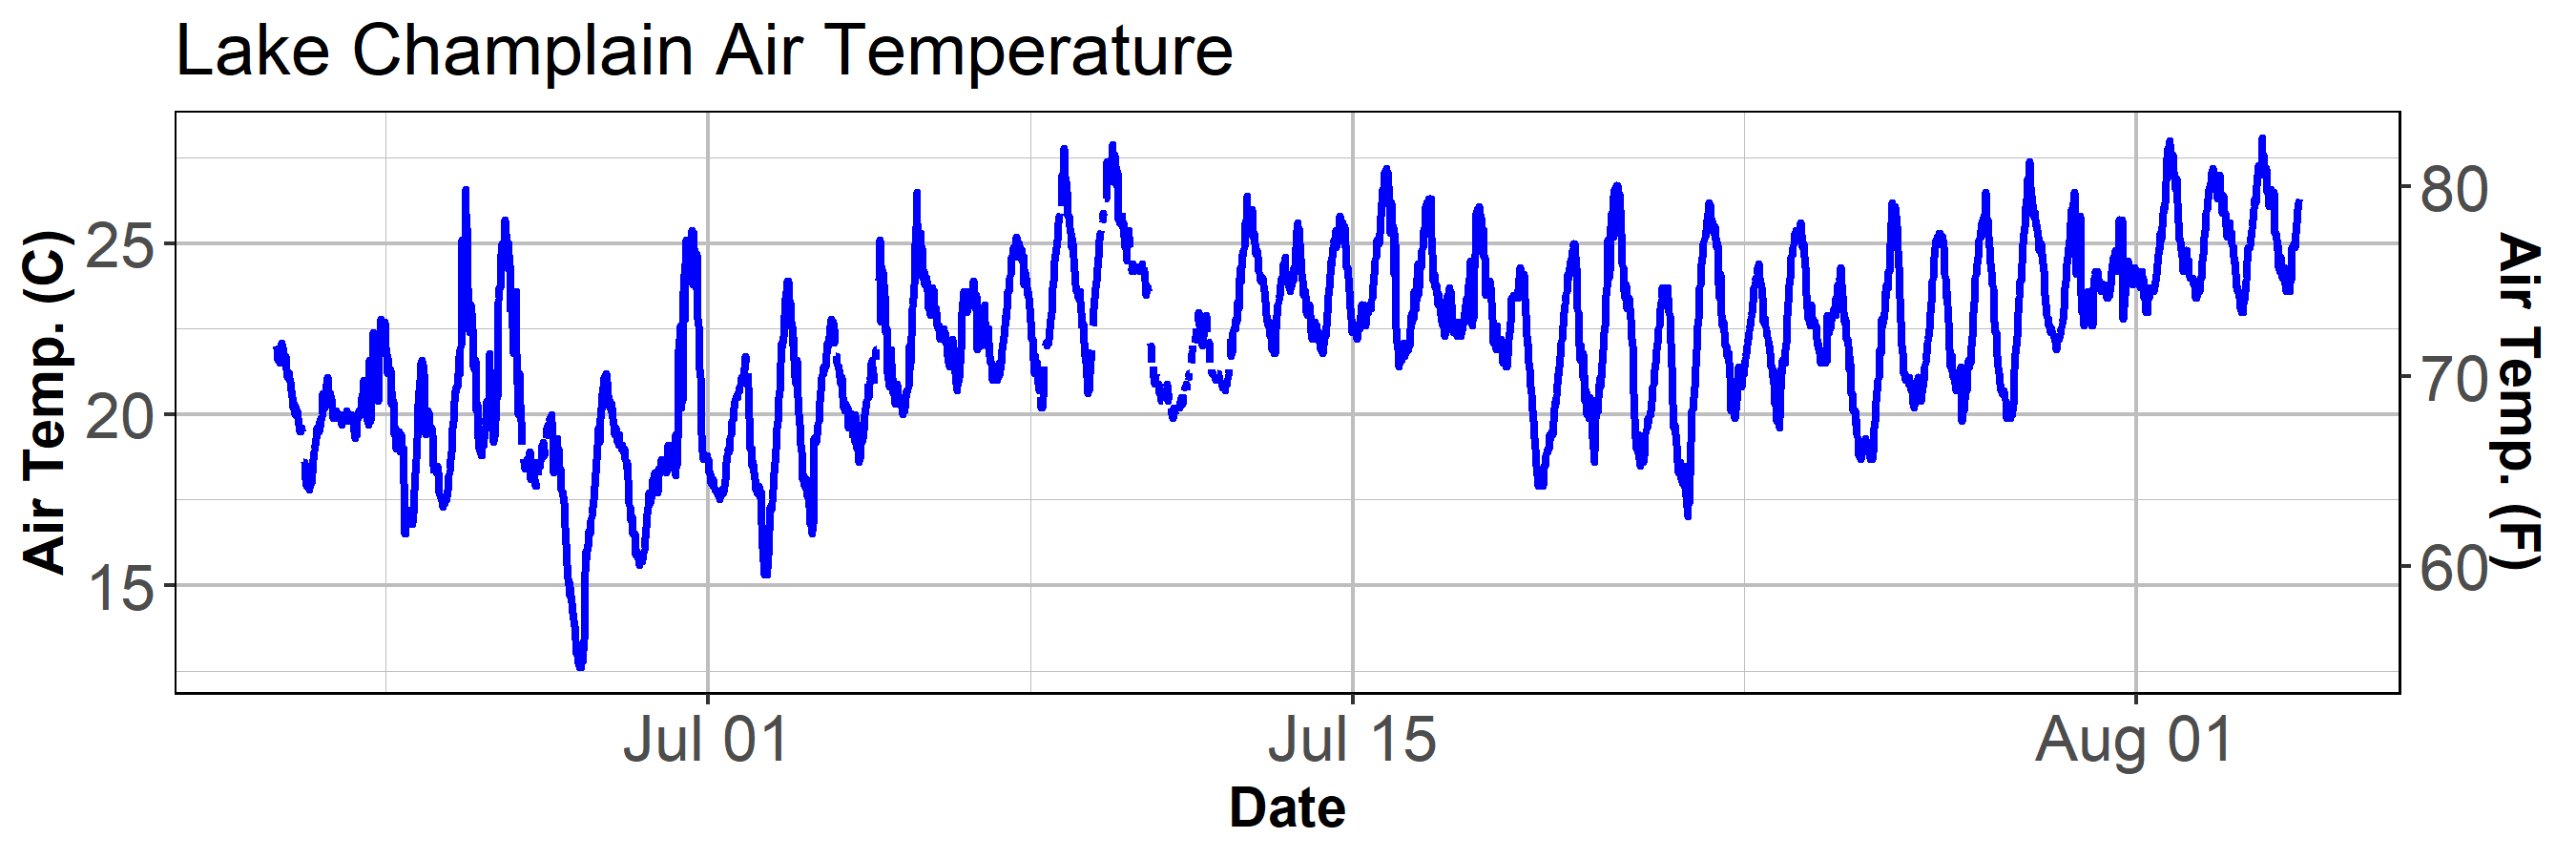 Lake Champlain Air Temperature
Air Temp. (C)
25
20
15
80
70
60
Air Temp. (F)
Jul 01
Jul 15
Aug 01
Date